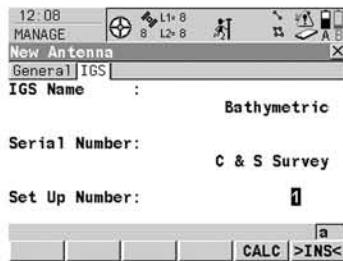 12:08
MANAGE
8 L1= 8
8 L2= 8
A B
New Antenna
General IGS
IGS Name :
Bathymetric
Serial Number:
C & S Survey
Set Up Number:
1
a
CALC >INS<